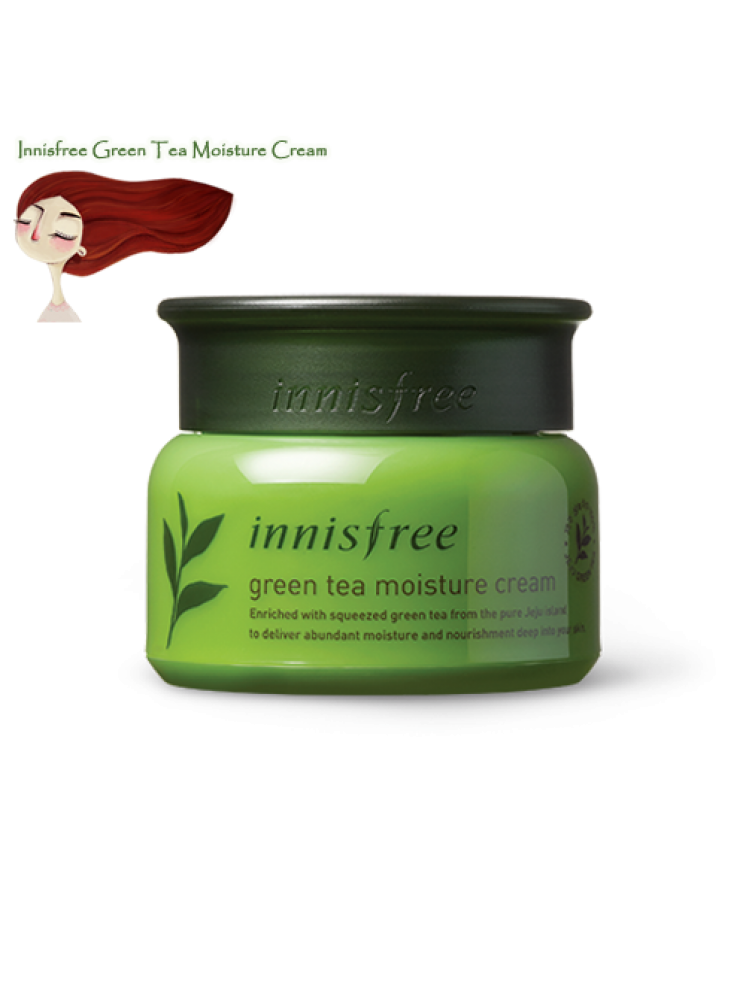 Innisfree Green Tea Moisture Cream
innisfree
innisfree
green tea moisture cream
Enriched with squeezed green tea from the pure Jeju island
to deliver abundant moisture and nourishment deep into your skin.